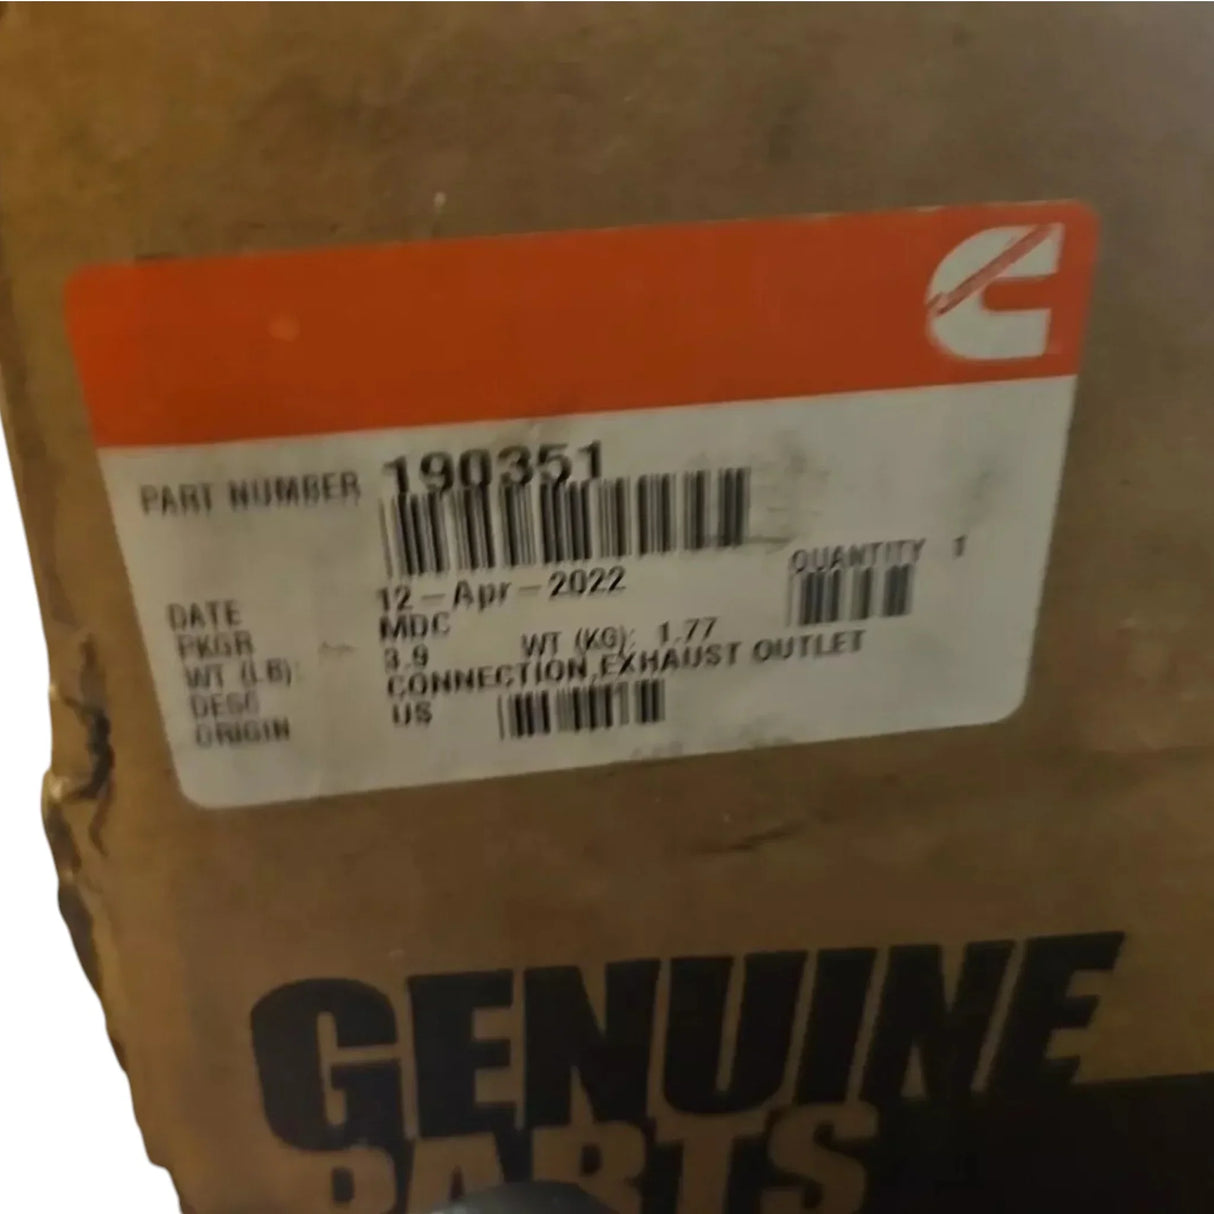 PART NUMBER 190351
QUANTITY 1
DATE 12-Apr-2022
PKGR MDC
WT (LB): 3.9 WT (KG): 1.77
DESC CONNECTION,EXHAUST OUTLET
ORIGIN US
GENUINE
PARTS